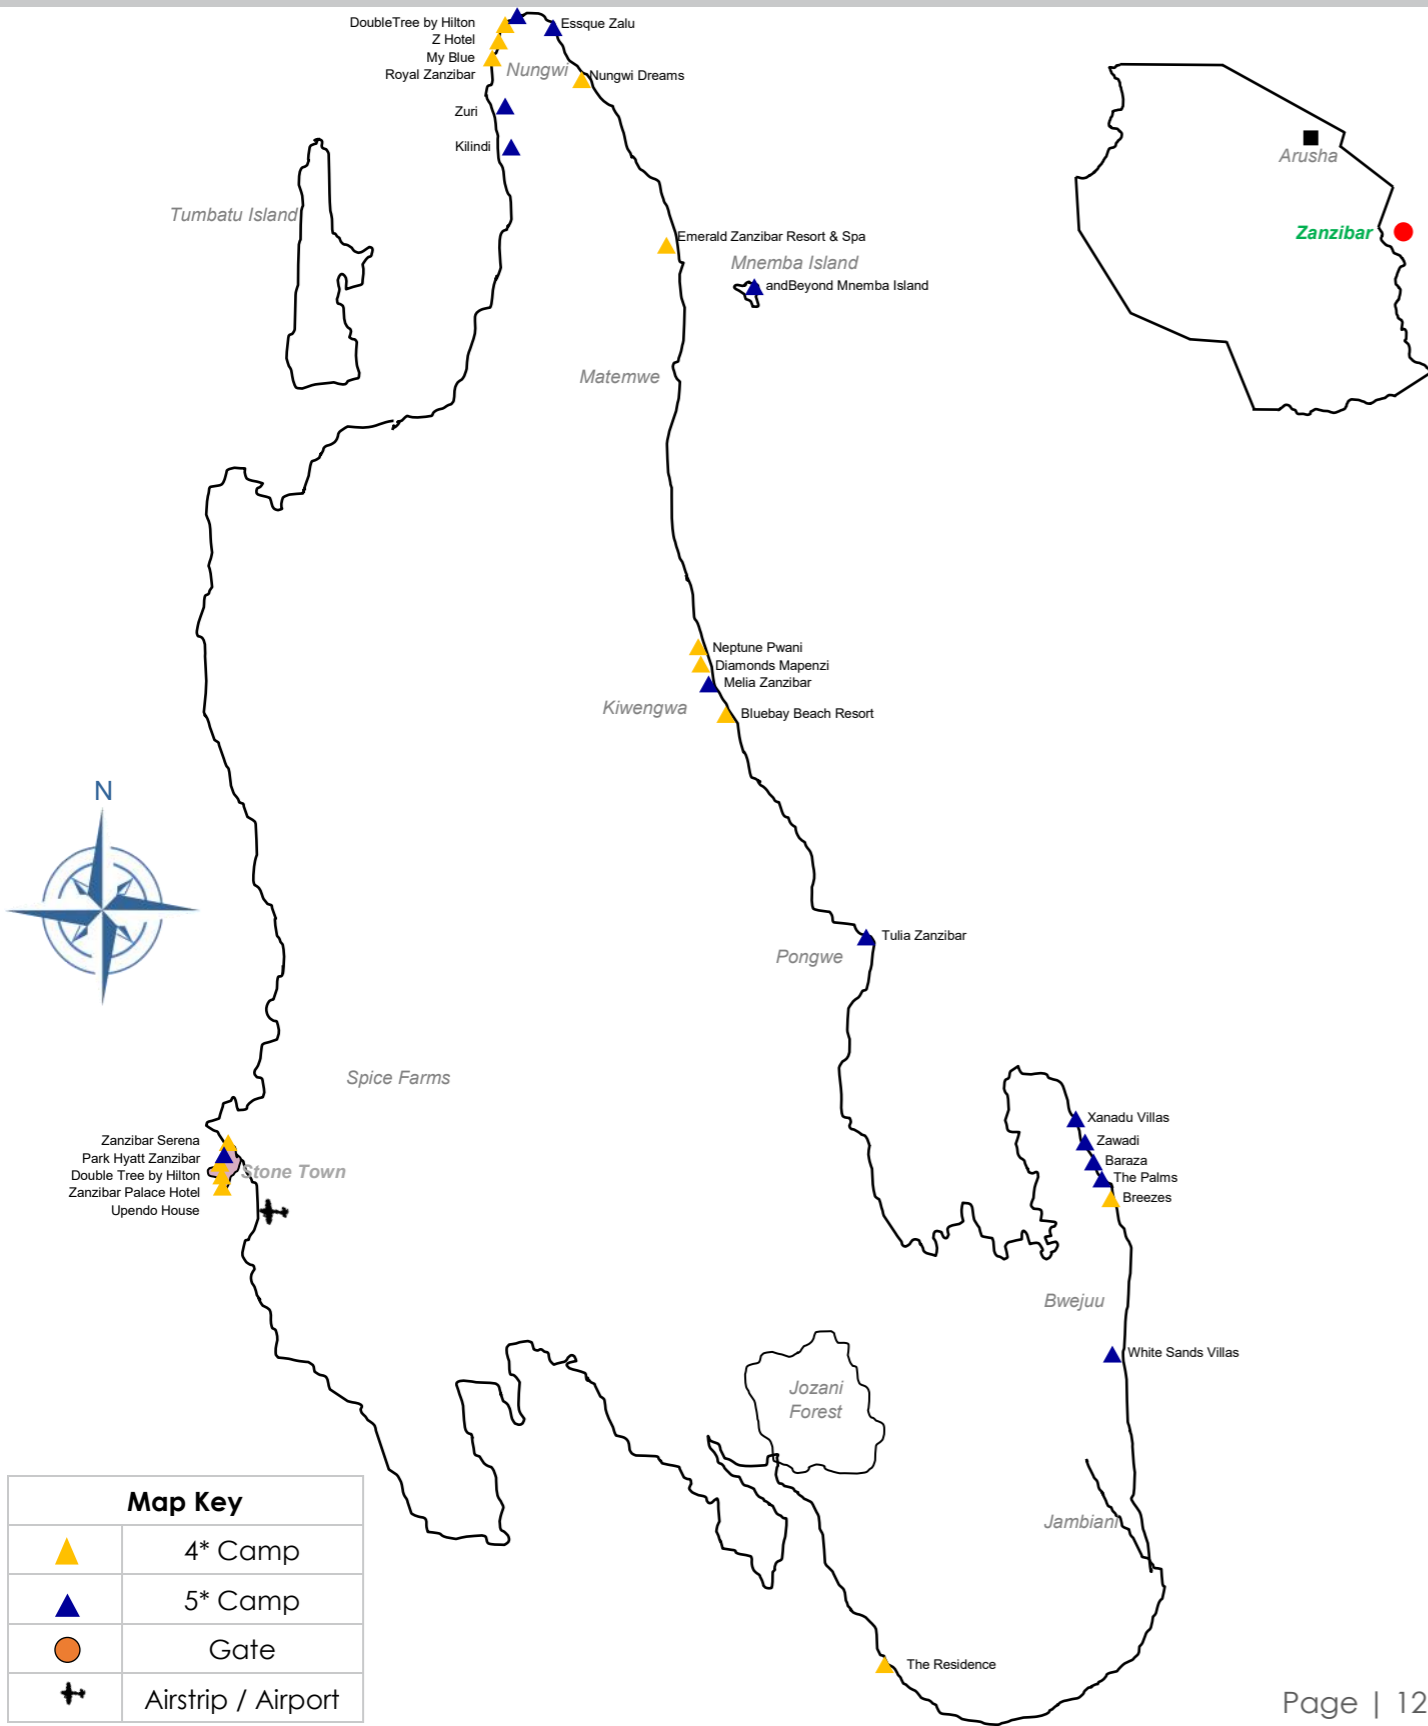 DoubleTree by Hilton
Essque Zalu
Z Hotel
My Blue
Royal Zanzibar
Nungwi
Nungwi Dreams
Zuri
Kilindi
Arusha
Tumbatu Island
Zanzibar
Emerald Zanzibar Resort & Spa
Mnemba Island
andBeyond Mnemba Island
Matemwe
Neptune Pwani
Diamonds Mapenzi
Melia Zanzibar
Kiwengwa
Bluebay Beach Resort
N
Tulia Zanzibar
Pongwe
Spice Farms
Xanadu Villas
Zawadi
Baraza
The Palms
Breezes
Zanzibar Serena
Park Hyatt Zanzibar
Double Tree by Hilton
Zanzibar Palace Hotel
Upendo House
Stone Town
Bwejuu
White Sands Villas
Jozani
Forest
Jambiani
The Residence
Map Key
4* Camp
5* Camp
Gate
Airstrip / Airport
Page | 12